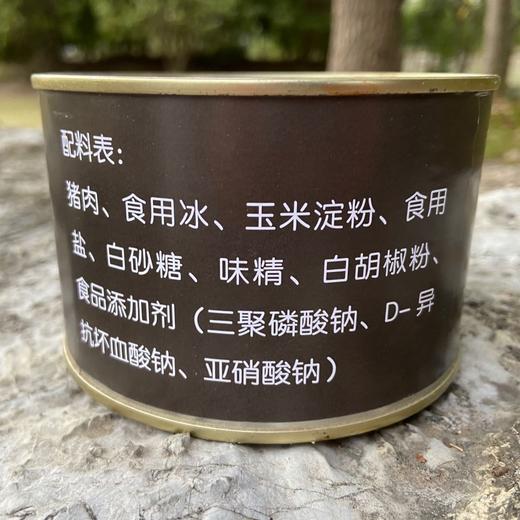 配料表:
猪肉、食用冰、玉米淀粉、食用
盐、白砂糖、味精、白胡椒粉、
食品添加剂（三聚磷酸钠、D-异
抗坏血酸钠、亚硝酸钠）